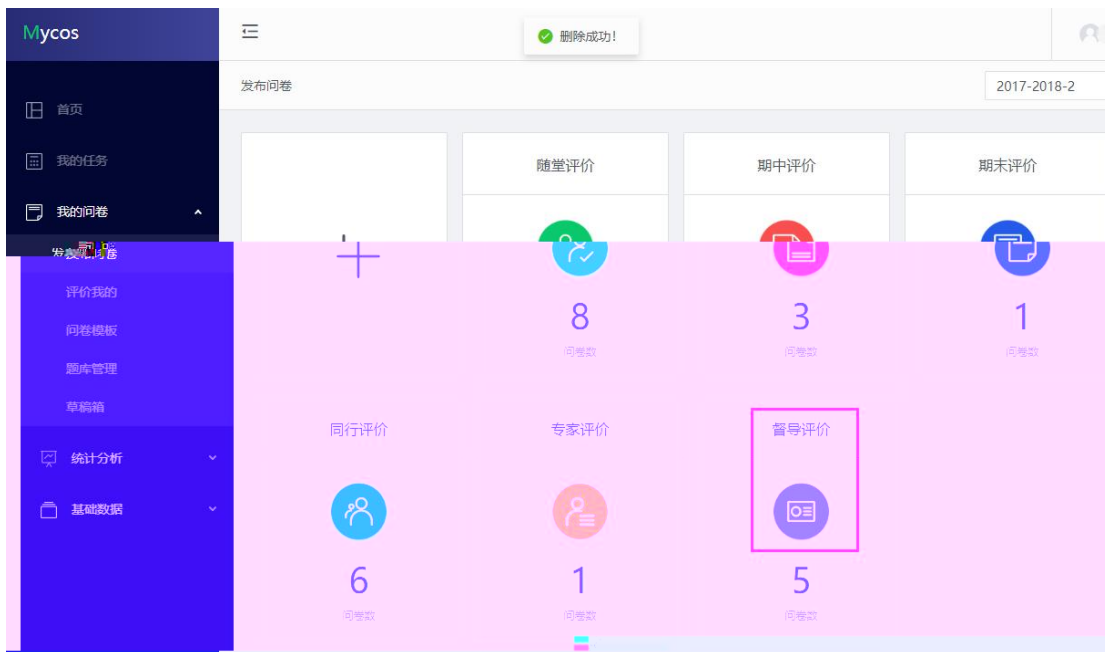 Mycos
删除成功!
发布问卷
2017-2018-2
首页
我的任务
我的问卷
评价我的
问卷模板
题库管理
草稿箱
统计分析
基础数据
随堂评价
8
问卷数
期中评价
3
问卷数
期末评价
1
问卷数
同行评价
6
问卷数
专家评价
1
问卷数
督导评价
5
问卷数